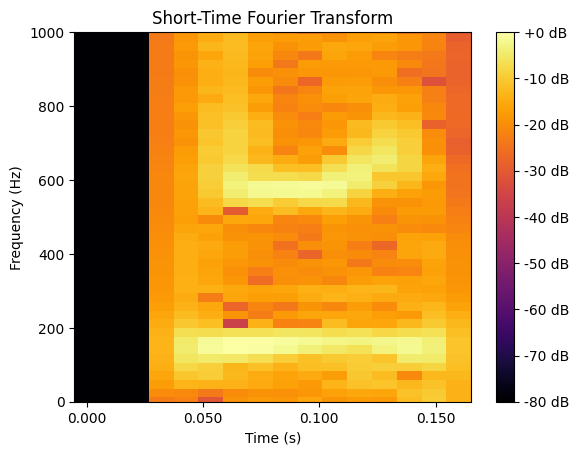 Short-Time Fourier Transform
1000
800
600
400
200
0
Frequency (Hz)
0.000
0.050
0.100
0.150
Time (s)
+0 dB
-10 dB
-20 dB
-30 dB
-40 dB
-50 dB
-60 dB
-70 dB
-80 dB